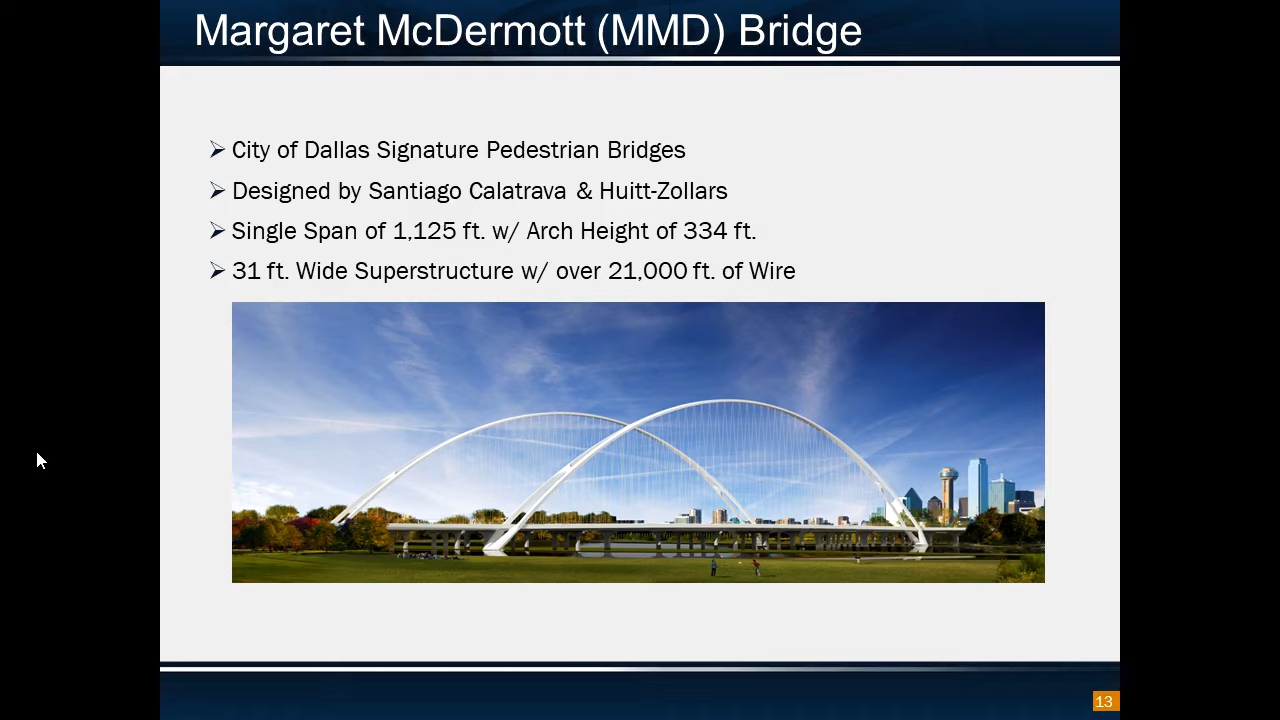 Margaret McDermott (MMD) Bridge
City of Dallas Signature Pedestrian Bridges
Designed by Santiago Calatrava & Huitt-Zollars
Single Span of 1,125 ft. w/ Arch Height of 334 ft.
31 ft. Wide Superstructure w/ over 21,000 ft. of Wire
13